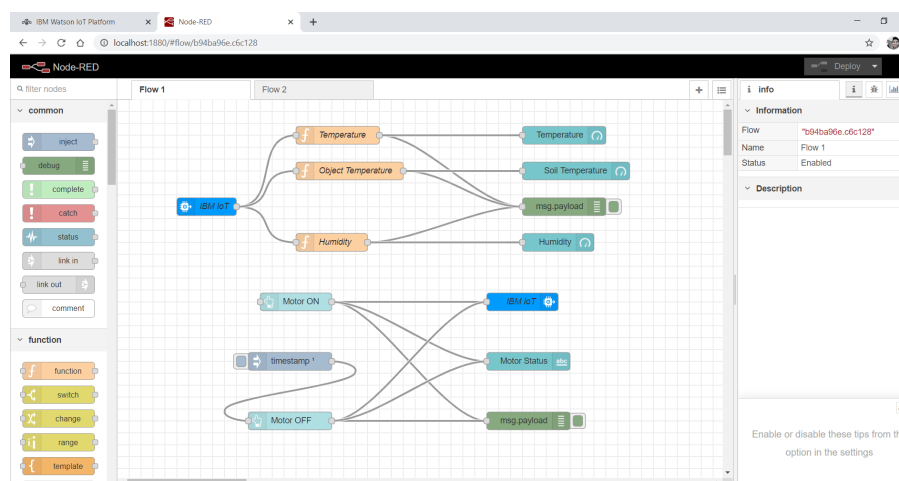 IBM Watson IoT Platform
Node-RED
localhost:1880/#flow/b94ba96e.c6c128
Node-RED
Deploy
filter nodes
Flow 1
Flow 2
i info
i
common
inject
debug
complete
catch
status
link in
link out
comment
function
function
switch
change
range
template
Temperature
Temperature
Object Temperature
Soil Temperature
IBM IoT
msg.payload
Humidity
Humidity
Motor ON
IBM IoT
timestamp ¹
Motor Status
abc
Motor OFF
msg.payload
Information
Flow
"b94ba96e.c6c128"
Name
Flow 1
Status
Enabled
Description
Enable or disable these tips from th
option in the settings